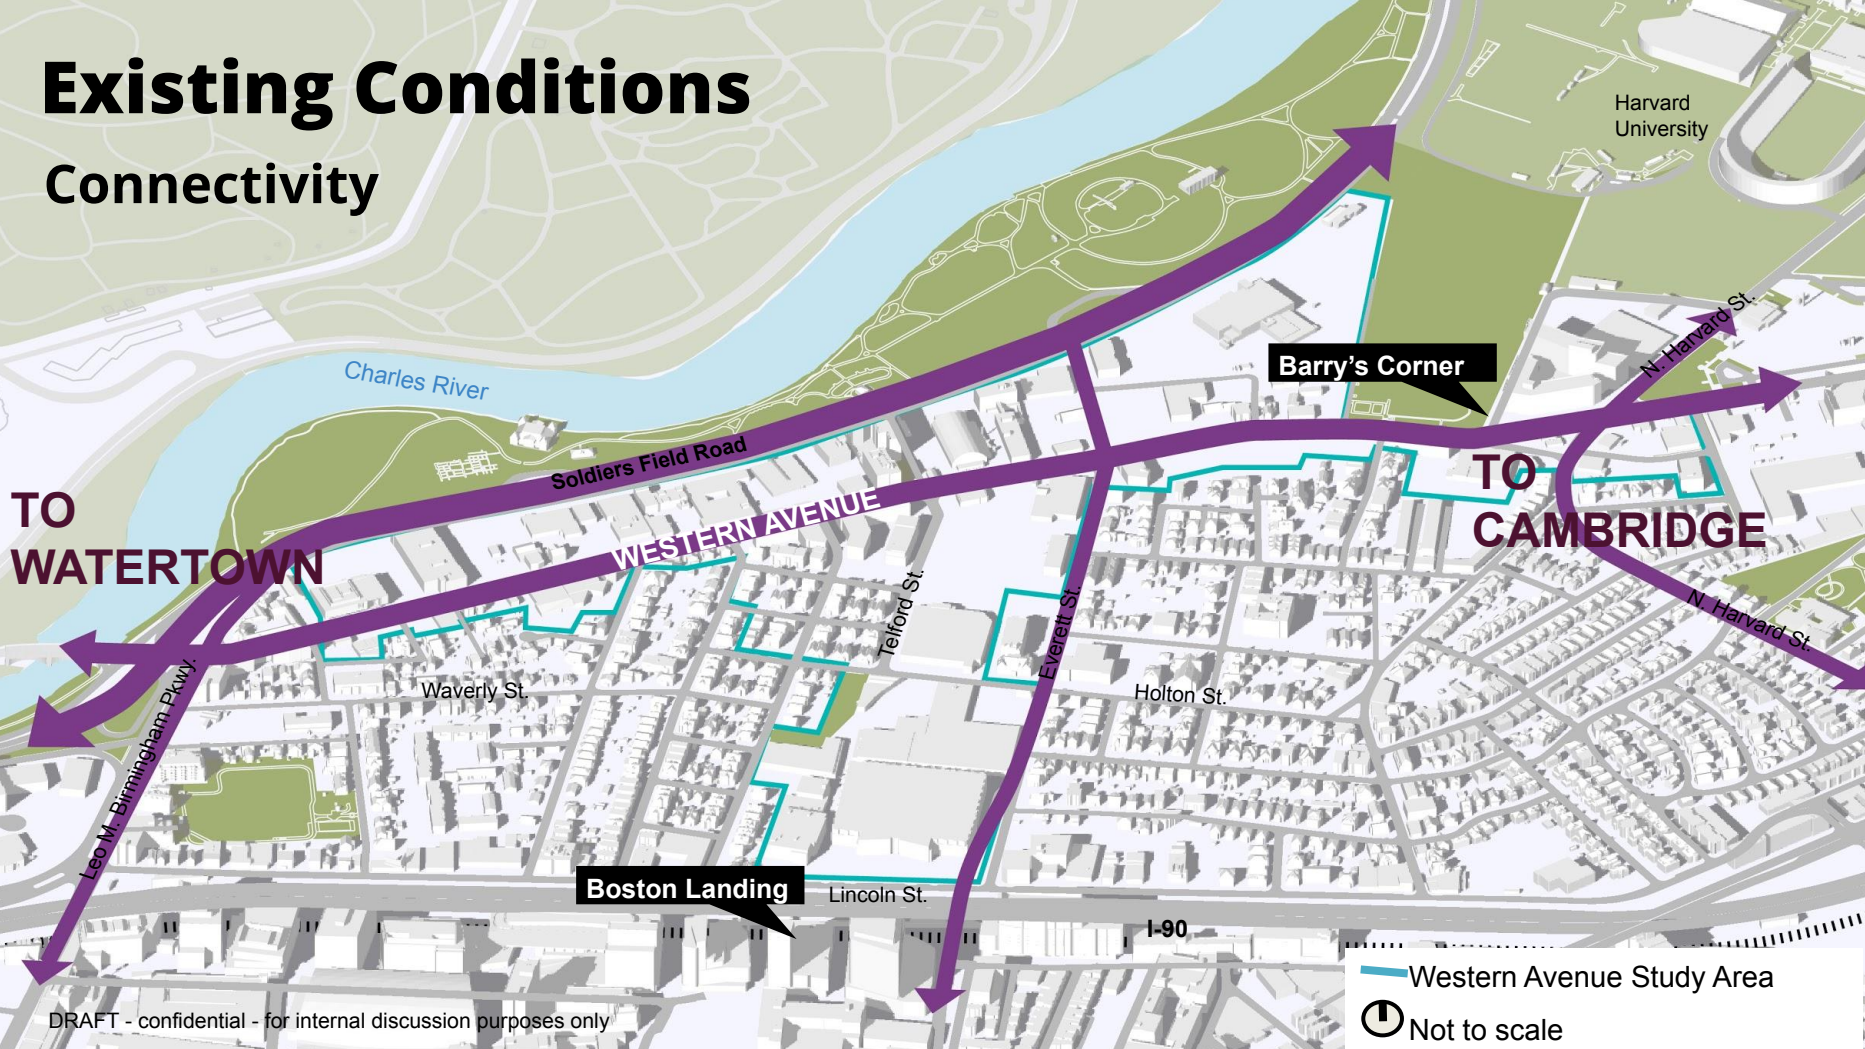 Existing Conditions
Connectivity
Harvard
University
N. Harvard St.
Barry's Corner
Charles River
Soldiers Field Road
WESTERN AVENUE
TO
WATERTOWN
TO
CAMBRIDGE
Telford St.
Everett St.
N. Harvard St.
Waverly St.
Holton St.
Leo M. Birmingham Pkwy.
Boston Landing
Lincoln St.
I-90
Western Avenue Study Area
Not to scale
DRAFT - confidential - for internal discussion purposes only